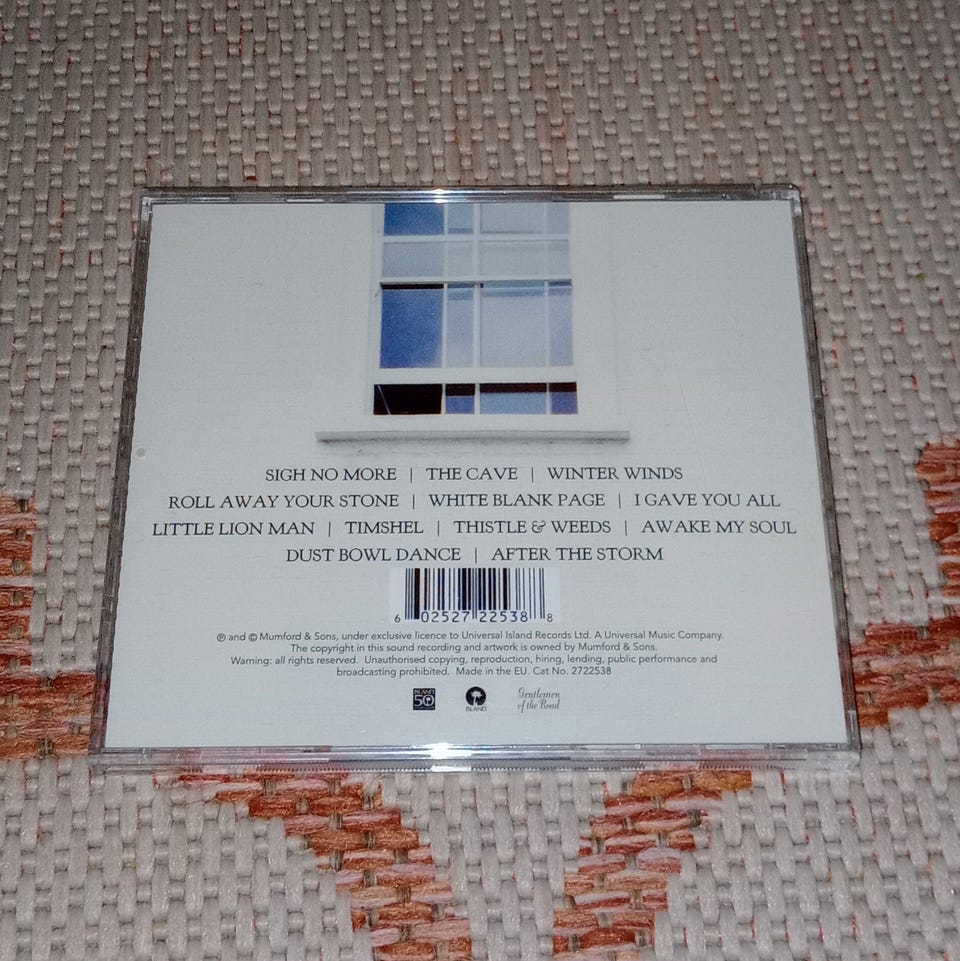 SIGH NO MORE | THE CAVE | WINTER WINDS
ROLL AWAY YOUR STONE | WHITE BLANK PAGE | I GAVE YOU ALL
LITTLE LION MAN | TIMSHEL | THISTLE & WEEDS | AWAKE MY SOUL
DUST BOWL DANCE | AFTER THE STORM
6 02527 22538 8
℗ and © Mumford & Sons, under exclusive licence to Universal Island Records Ltd. A Universal Music Company.
The copyright in this sound recording and artwork is owned by Mumford & Sons.
Warning: all rights reserved. Unauthorised copying, reproduction, hiring, lending, public performance and
broadcasting prohibited. Made in the EU. Cat No. 2722538
ISLAND
50
ISLAND
Gentlemen
of the Road